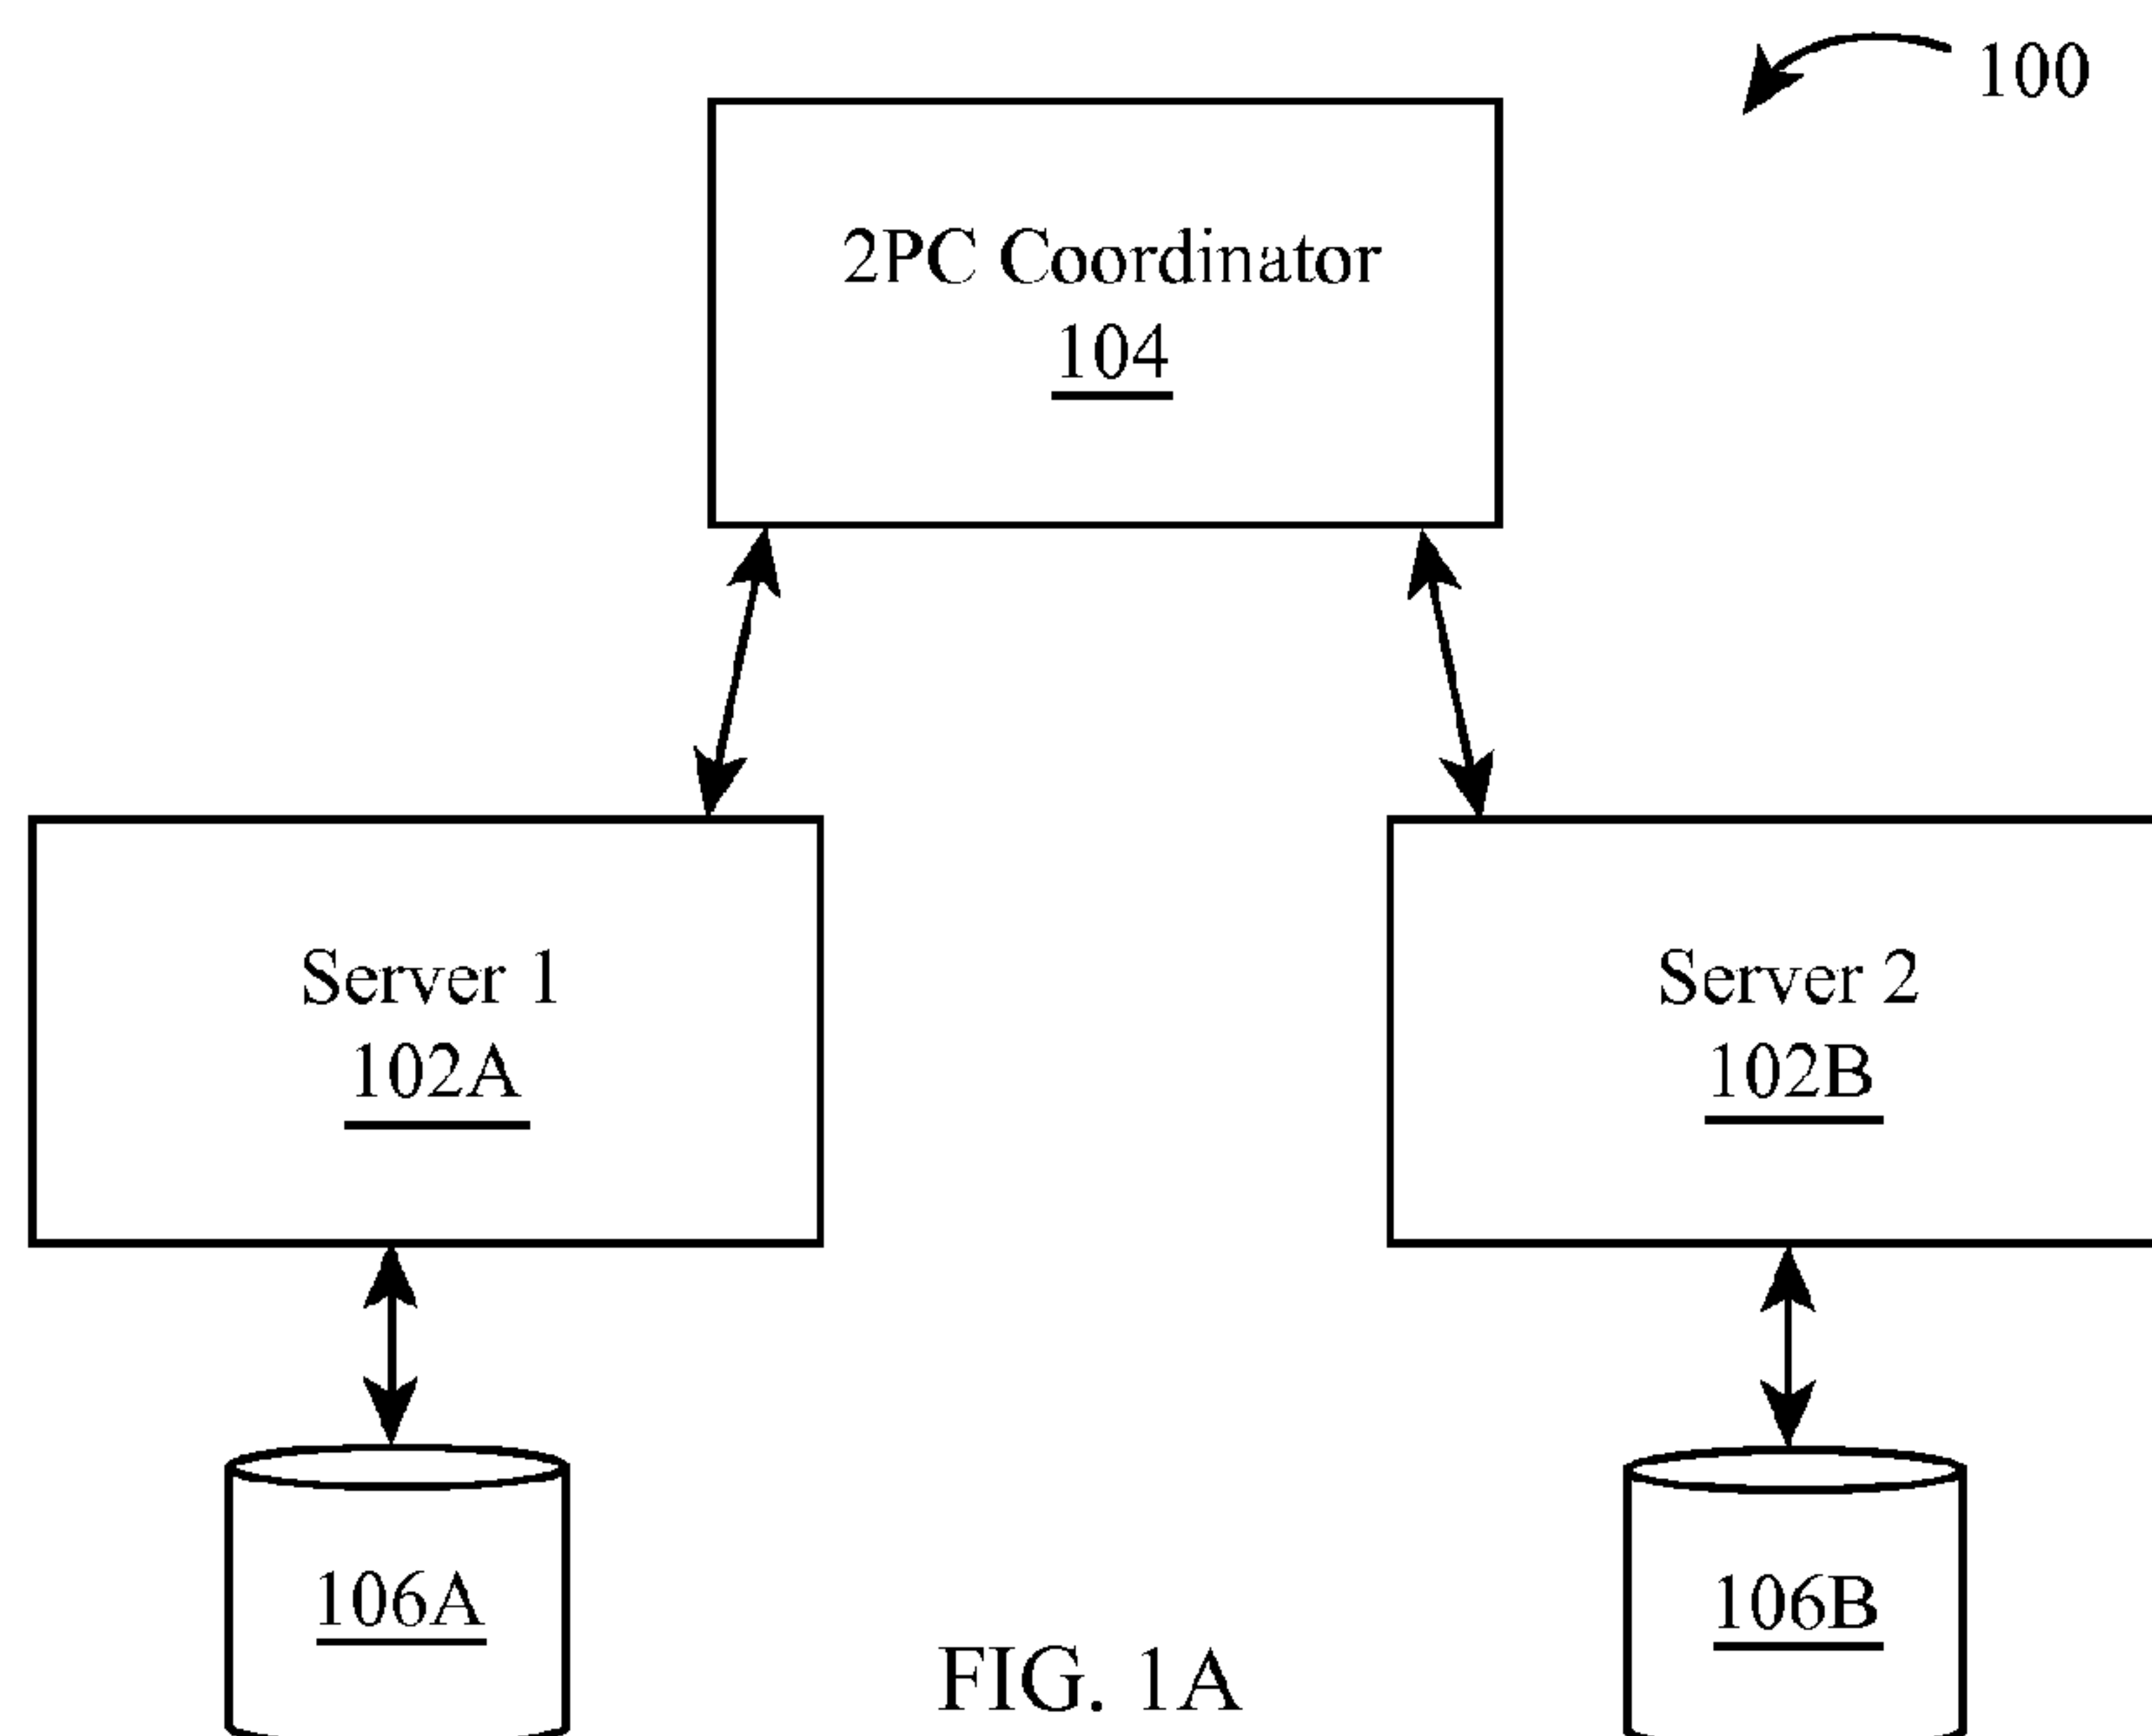 100
2PC Coordinator
104
Server 1
102A
Server 2
102B
106A
106B
FIG. 1A